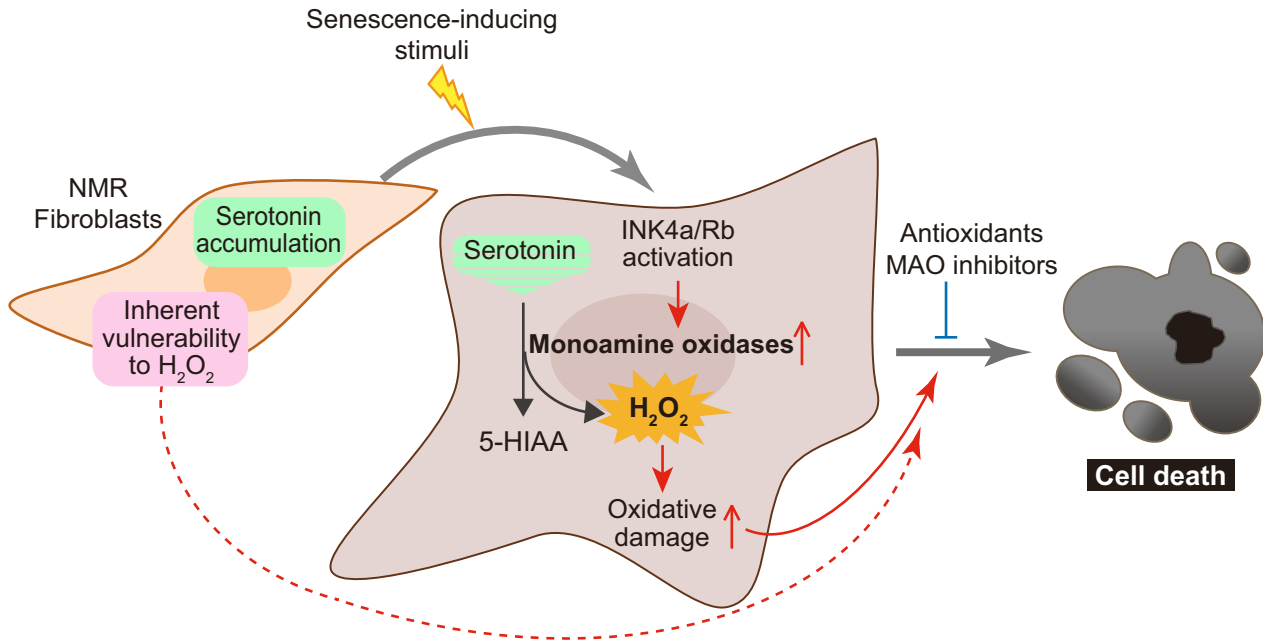 Senescence-inducing
stimuli
NMR
Fibroblasts
Serotonin
accumulation
Inherent
vulnerability
to H₂O₂
Serotonin
INK4a/Rb
activation
Monoamine oxidases
H₂O₂
5-HIAA
Oxidative
damage
Antioxidants
MAO inhibitors
Cell death